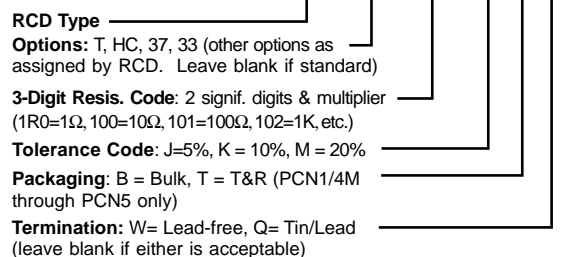 RCD Type
Options: T, HC, 37, 33 (other options as
assigned by RCD. Leave blank if standard)
3-Digit Resis. Code: 2 signif. digits & multiplier
(1R0=1Ω, 100=10Ω, 101=100Ω, 102=1K, etc.)
Tolerance Code: J=5%, K = 10%, M = 20%
Packaging: B = Bulk, T = T&R (PCN1/4M
through PCN5 only)
Termination: W= Lead-free, Q= Tin/Lead
(leave blank if either is acceptable)